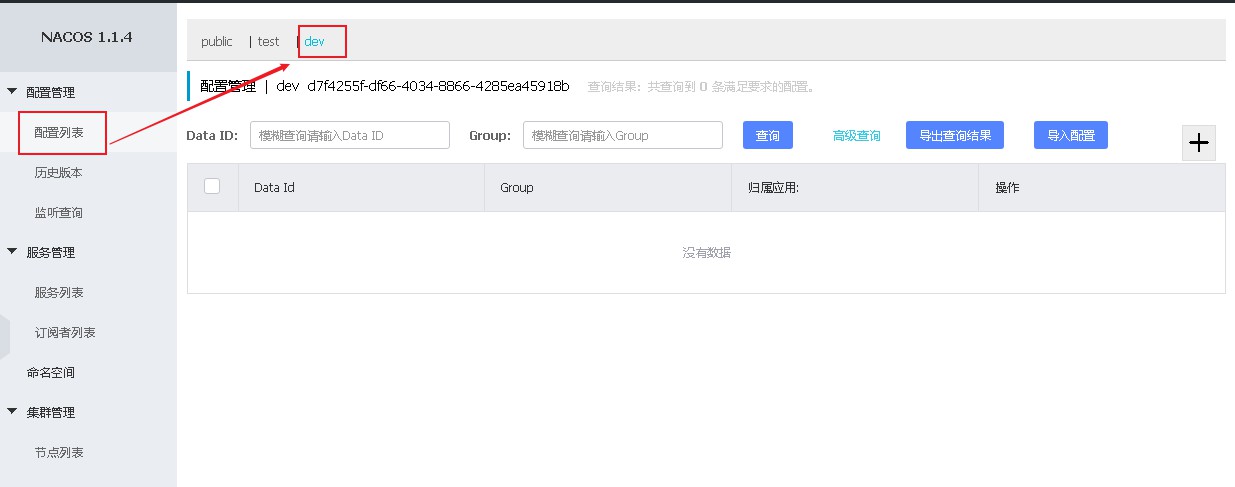 NACOS 1.1.4
配置管理
配置列表
历史版本
监听查询
服务管理
服务列表
订阅者列表
命名空间
集群管理
节点列表
public | test | dev
配置管理 | dev d7f4255f-df66-4034-8866-4285ea45918b 查询结果：共查询到 0 条满足要求的配置。
Data ID: 模糊查询请输入Data ID Group: 模糊查询请输入Group 查询 高级查询 导出查询结果 导入配置 +
Data Id Group 归属应用: 操作
没有数据